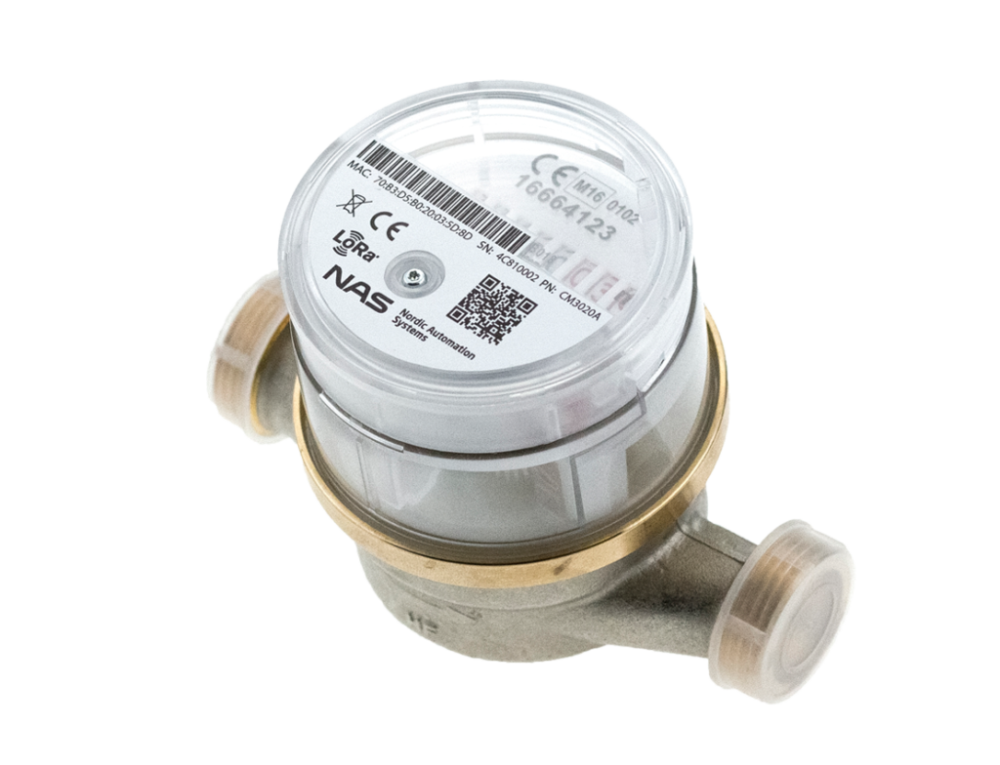 MAC: 70:B3:D5:B0:20:03:5D:8D SN: 4C810002 PN: CM3020A
CE
LoRa
NAS
Nordic Automation
Systems
CE M16 0102
16664123